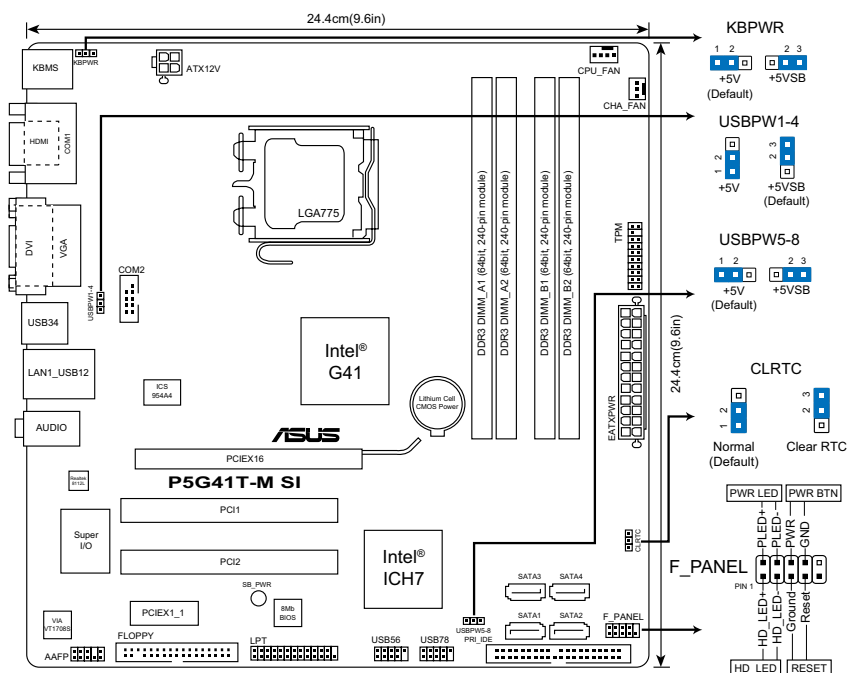 24.4cm(9.6in)
KBMS
KBPWR
ATX12V
CPU_FAN
CHA_FAN
HDMI
COM1
LGA775
DVI
VGA
COM2
USBPW1-4
USB34
LAN1_USB12
AUDIO
ICS
954A4
Intel®
G41
Lithium Cell
CMOS Power
DDR3 DIMM_A1 (64bit, 240-pin module)
DDR3 DIMM_A2 (64bit, 240-pin module)
DDR3 DIMM_B1 (64bit, 240-pin module)
DDR3 DIMM_B2 (64bit, 240-pin module)
TPM
EATXPWR
24.4cm(9.6in)
ASUS
PCIEX16
P5G41T-M SI
Realtek
8112L
PCI1
Super
I/O
PCI2
Intel®
ICH7
CLRTC
SB_PWR
PCIEX1_1
8Mb
BIOS
VIA
VT1708S
SATA3
SATA4
SATA1
SATA2
USBPW5-8
PRI_IDE
F_PANEL
AAFP
FLOPPY
LPT
USB56
USB78
KBPWR
1 2
2 3
+5V
(Default)
+5VSB
USBPW1-4
2
1
3
2
+5V
+5VSB
(Default)
USBPW5-8
1 2
2 3
+5V
(Default)
+5VSB
CLRTC
2
1
3
2
Normal
(Default)
Clear RTC
PWR LED
PWR BTN
PLED+
PLED-
PWR
GND
F_PANEL
PIN 1
HD_LED+
HD_LED-
Ground
Reset
HD_LED
RESET